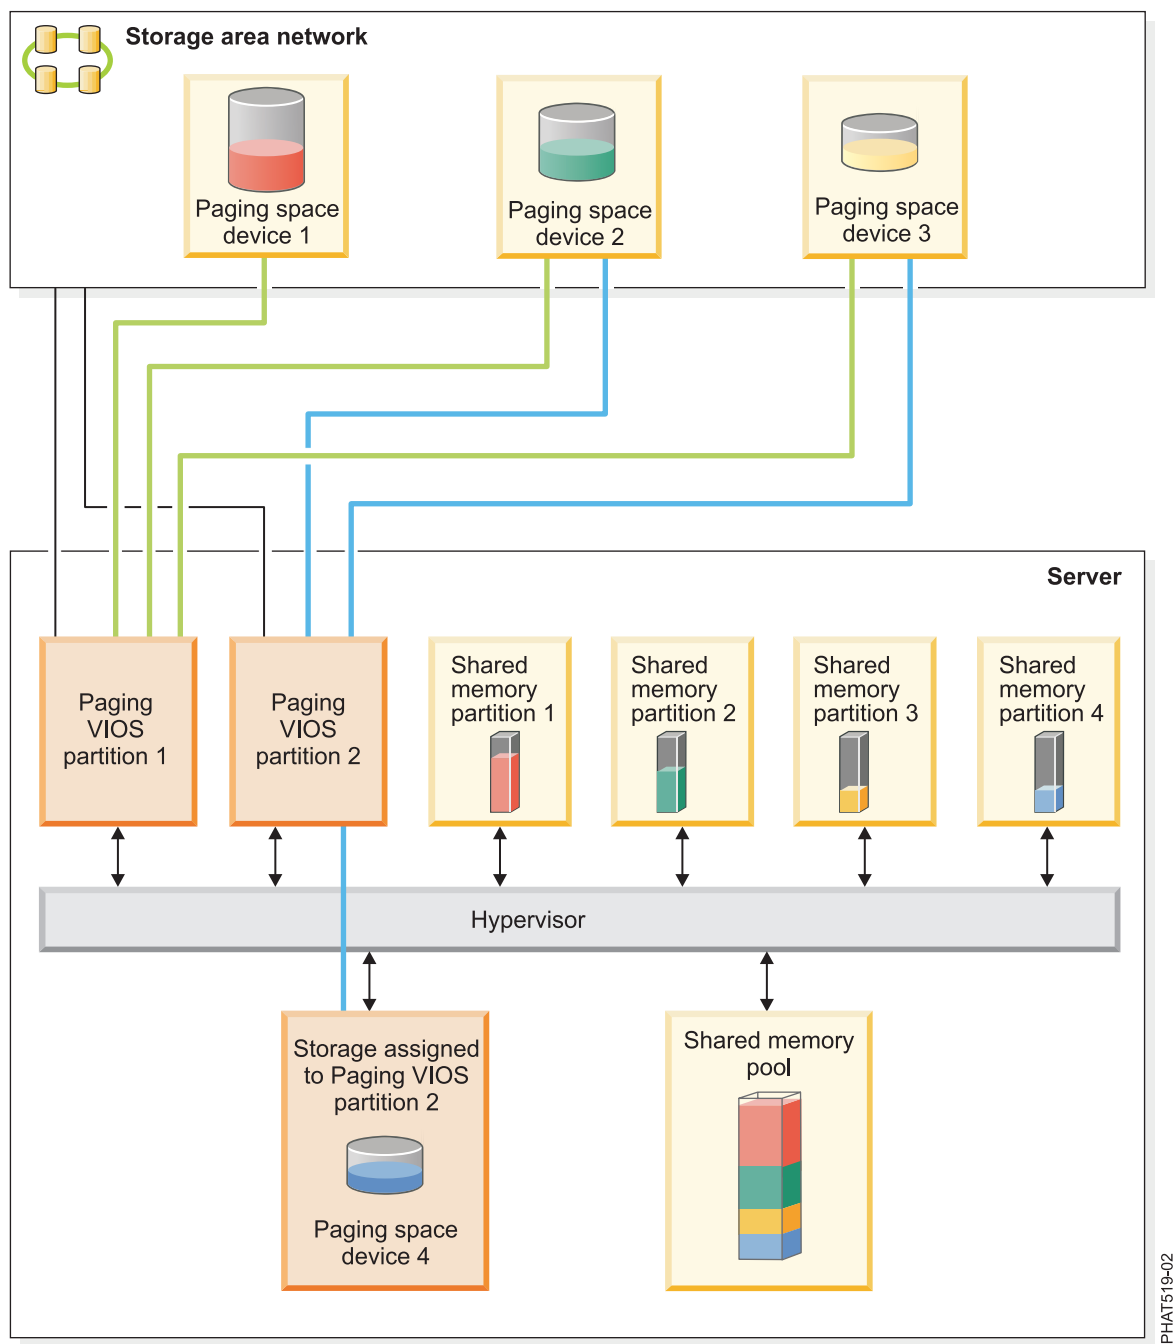 Storage area network
Paging space
device 1
Paging space
device 2
Paging space
device 3
Server
Paging
VIOS
partition 1
Paging
VIOS
partition 2
Shared
memory
partition 1
Shared
memory
partition 2
Shared
memory
partition 3
Shared
memory
partition 4
Hypervisor
Storage assigned
to Paging VIOS
partition 2
Paging space
device 4
Shared memory
pool
PHAT519-02